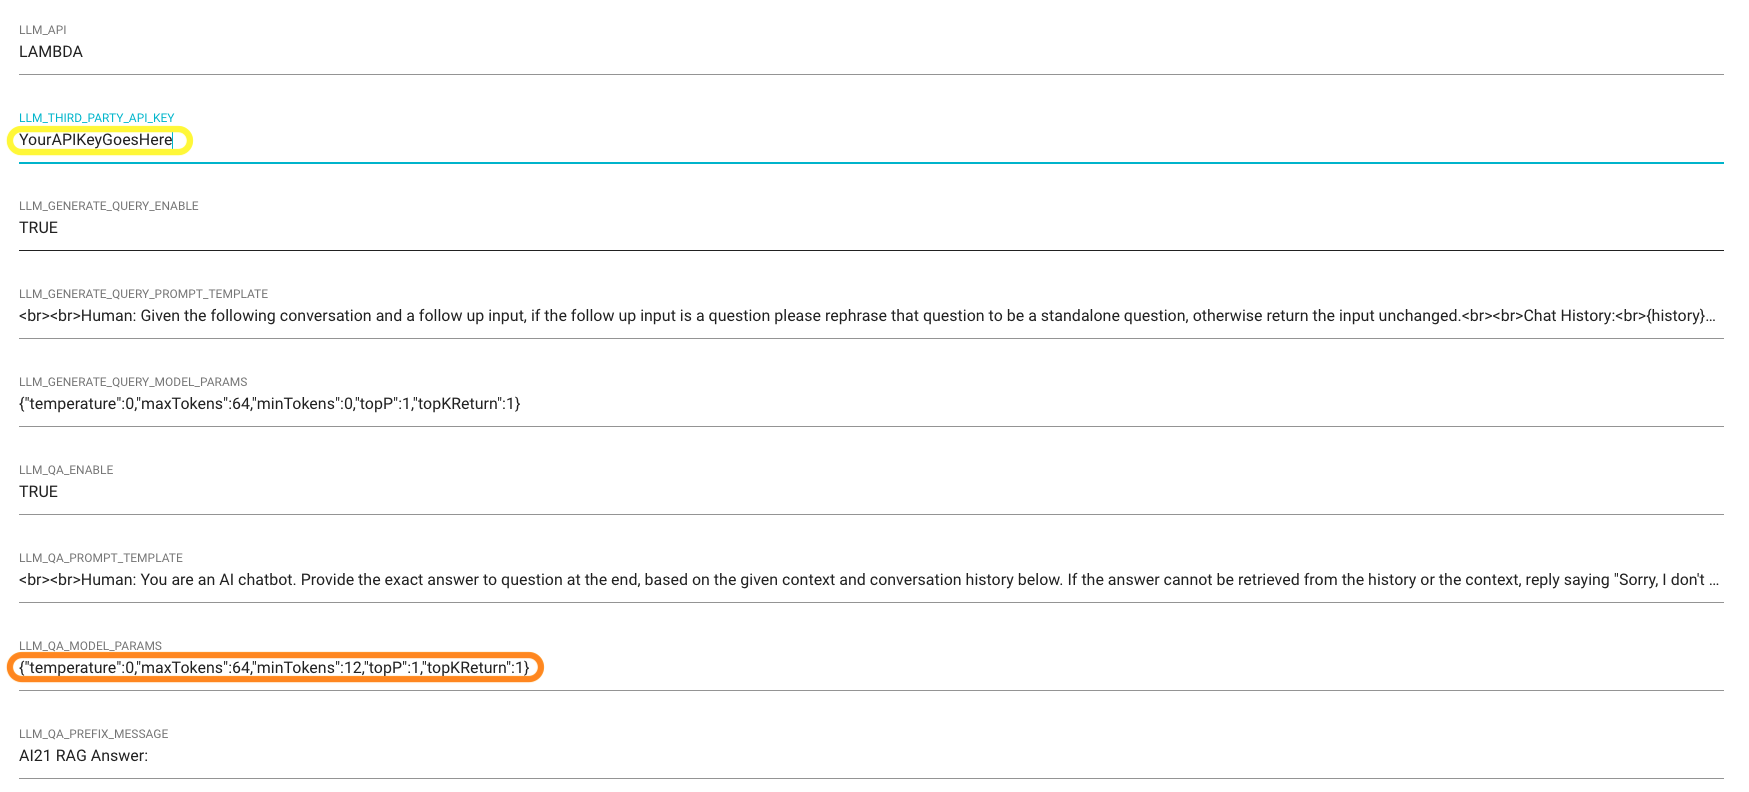 LLM_API
LAMBDA
LLM_THIRD_PARTY_API_KEY
YourAPIKeyGoesHere
LLM_GENERATE_QUERY_ENABLE
TRUE
LLM_GENERATE_QUERY_PROMPT_TEMPLATE
<br><br>Human: Given the following conversation and a follow up input, if the follow up input is a question please rephrase that question to be a standalone question, otherwise return the input unchanged.<br><br>Chat History:<br>{history}...
LLM_GENERATE_QUERY_MODEL_PARAMS
{"temperature":0,"maxTokens":64,"minTokens":0,"topP":1,"topKReturn":1}
LLM_QA_ENABLE
TRUE
LLM_QA_PROMPT_TEMPLATE
<br><br>Human: You are an AI chatbot. Provide the exact answer to question at the end, based on the given context and conversation history below. If the answer cannot be retrieved from the history or the context, reply saying "Sorry, I don't ...
LLM_QA_MODEL_PARAMS
{"temperature":0,"maxTokens":64,"minTokens":12,"topP":1,"topKReturn":1}
LLM_QA_PREFIX_MESSAGE
AI21 RAG Answer: